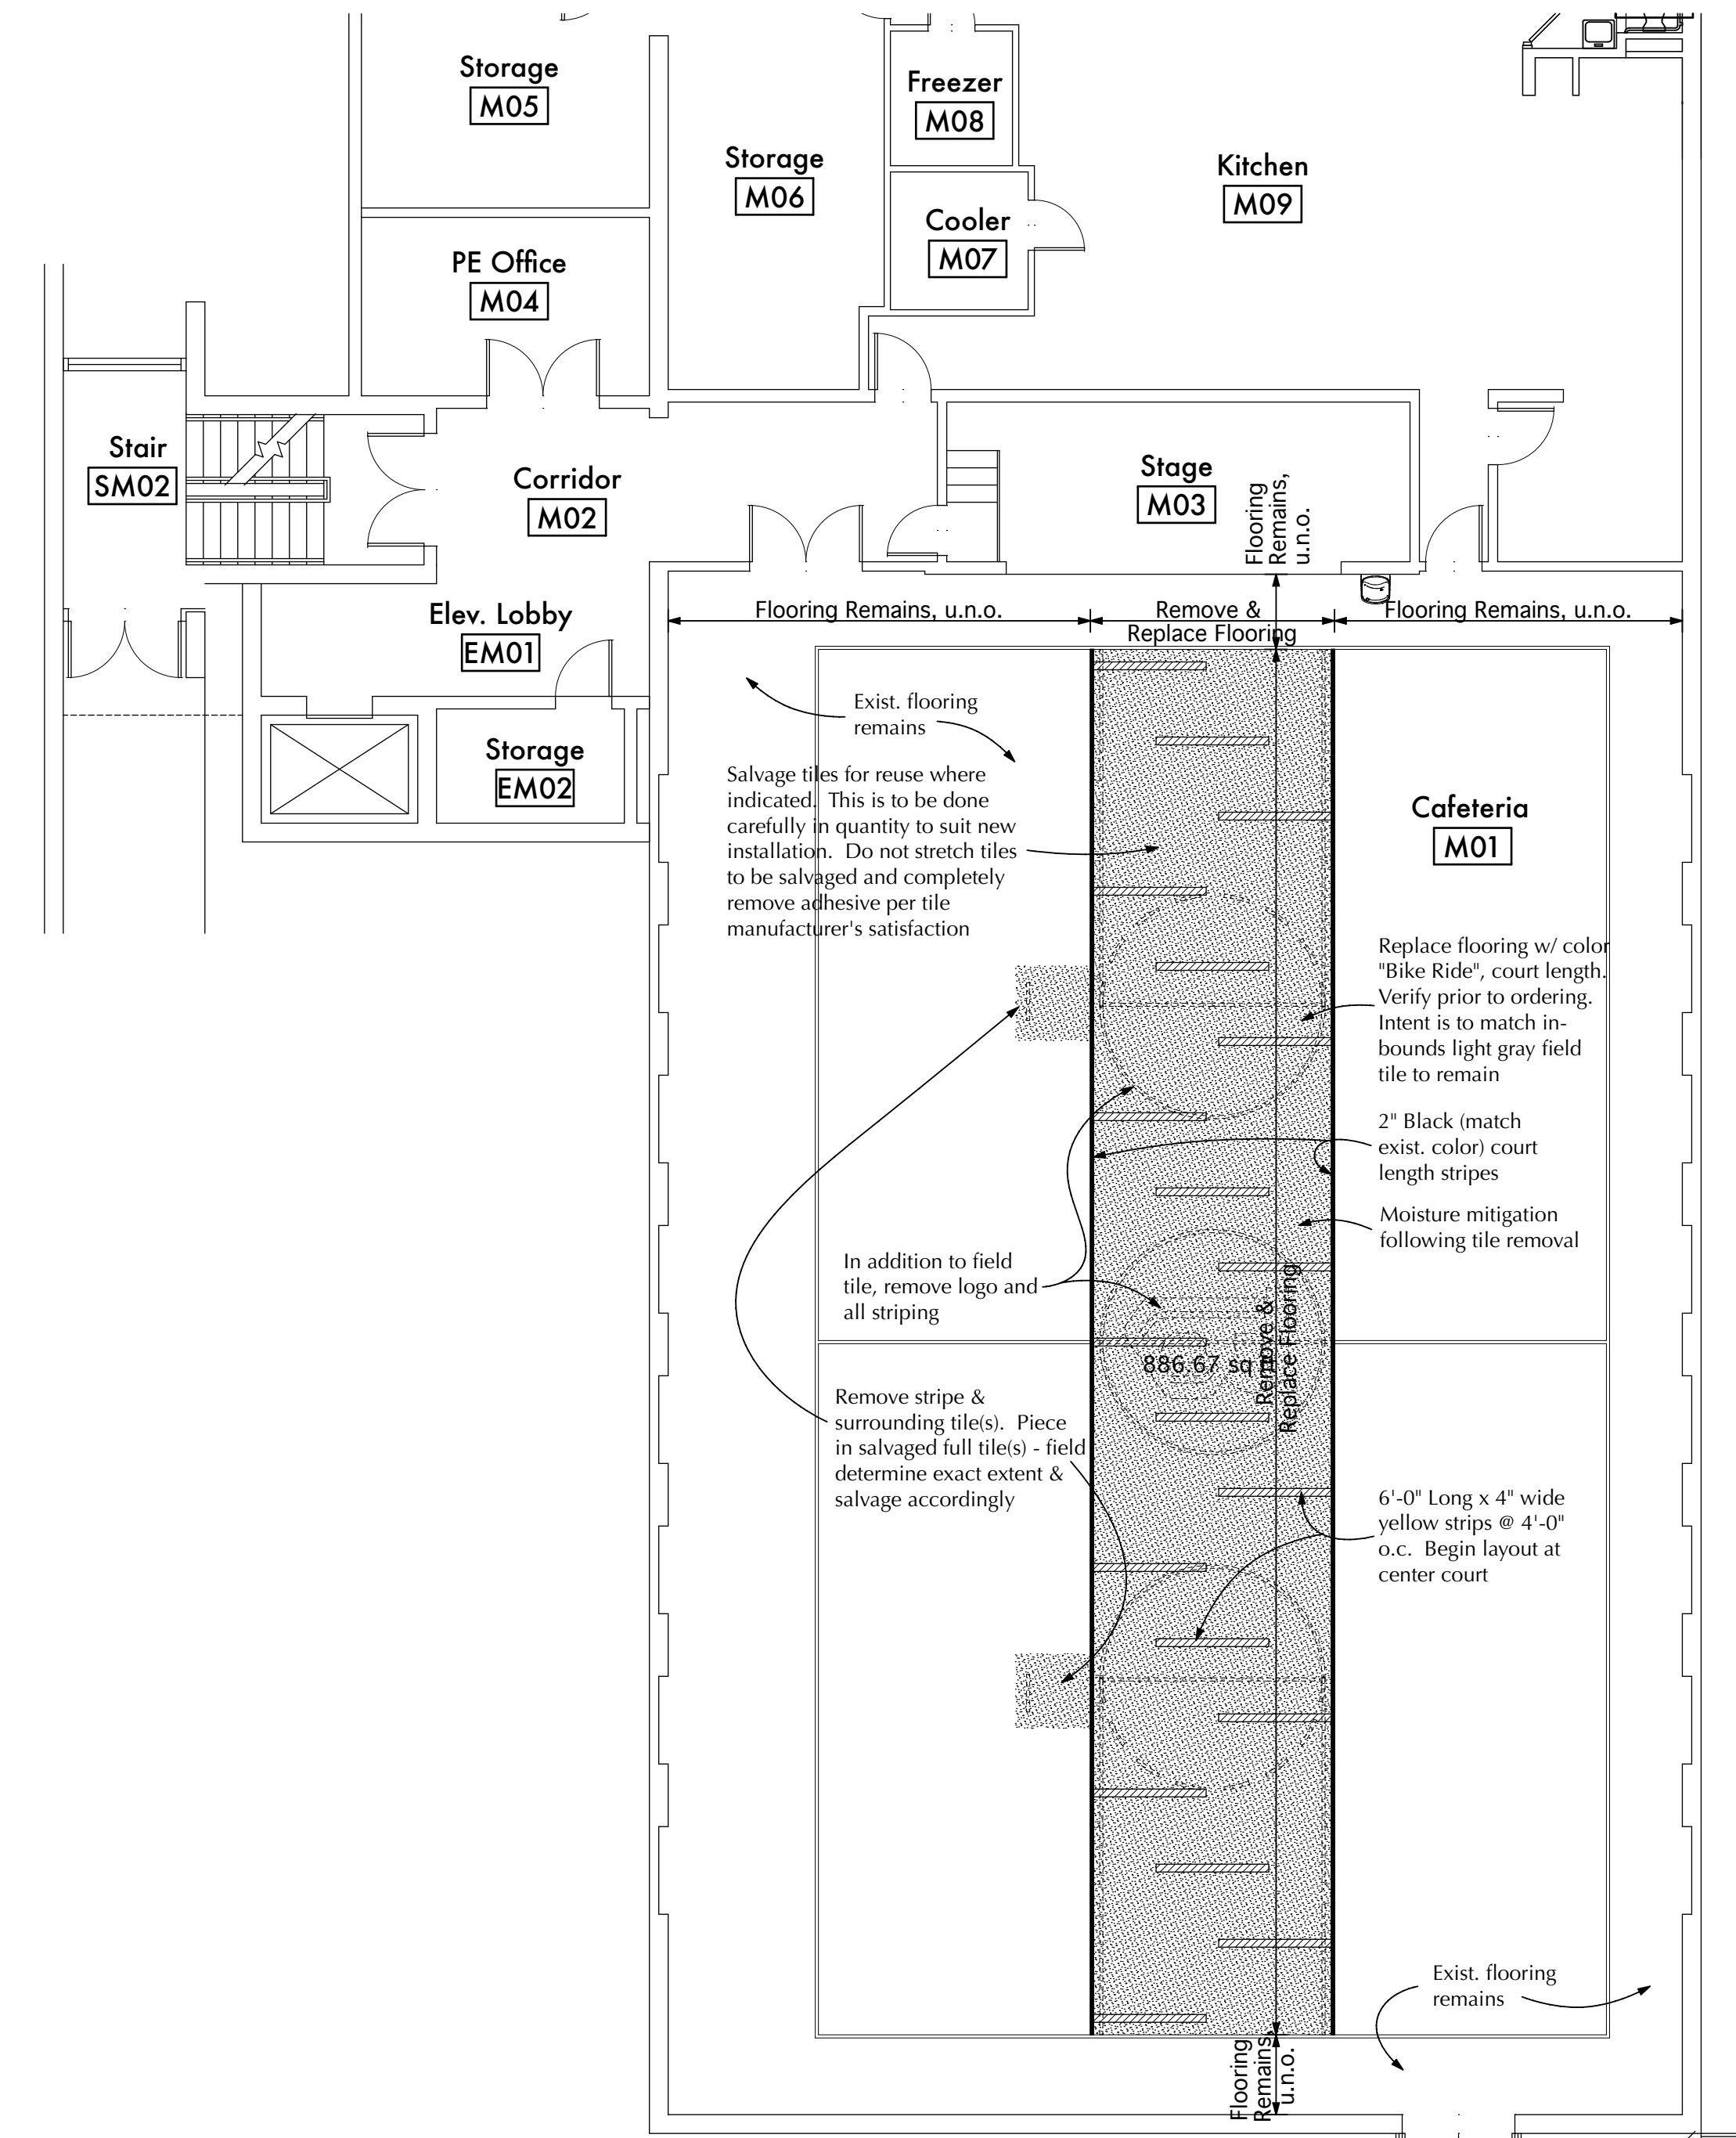 Storage
M05
Freezer
M08
Storage
M06
Kitchen
M09
Cooler
M07
PE Office
M04
Stair
SM02
Corridor
M02
Stage
M03
Flooring
Remains,
u.n.o.
Elev. Lobby
EM01
Flooring Remains, u.n.o.
Remove &
Replace Flooring
Flooring Remains, u.n.o.
Exist. flooring
remains
Storage
EM02
Salvage tiles for reuse where
indicated.  This is to be done
carefully in quantity to suit new
installation.  Do not stretch tiles
to be salvaged and completely
remove adhesive per tile
manufacturer's satisfaction
Cafeteria
M01
Replace flooring w/ color
"Bike Ride", court length.
Verify prior to ordering.
Intent is to match in-
bounds light gray field
tile to remain
2" Black (match
exist. color) court
length stripes
Moisture mitigation
following tile removal
In addition to field
tile, remove logo and
all striping
886.67 sq
Remove &
Replace Flooring
Remove stripe &
surrounding tile(s).  Piece
in salvaged full tile(s) - field
determine exact extent &
salvage accordingly
6'-0" Long x 4" wide
yellow strips @ 4'-0"
o.c.  Begin layout at
center court
Exist. flooring
remains
Flooring
Remains,
u.n.o.